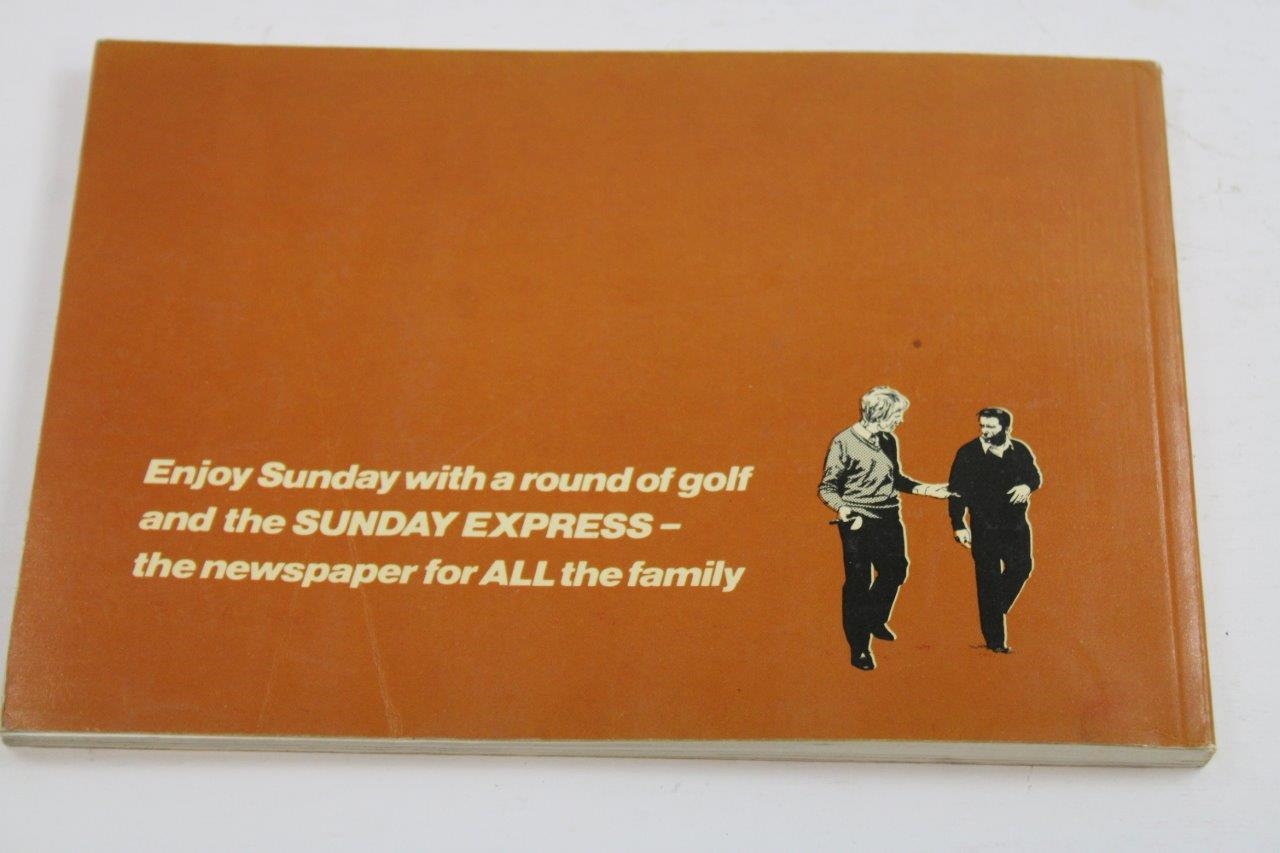 Enjoy Sunday with a round of golf
and the SUNDAY EXPRESS –
the newspaper for ALL the family